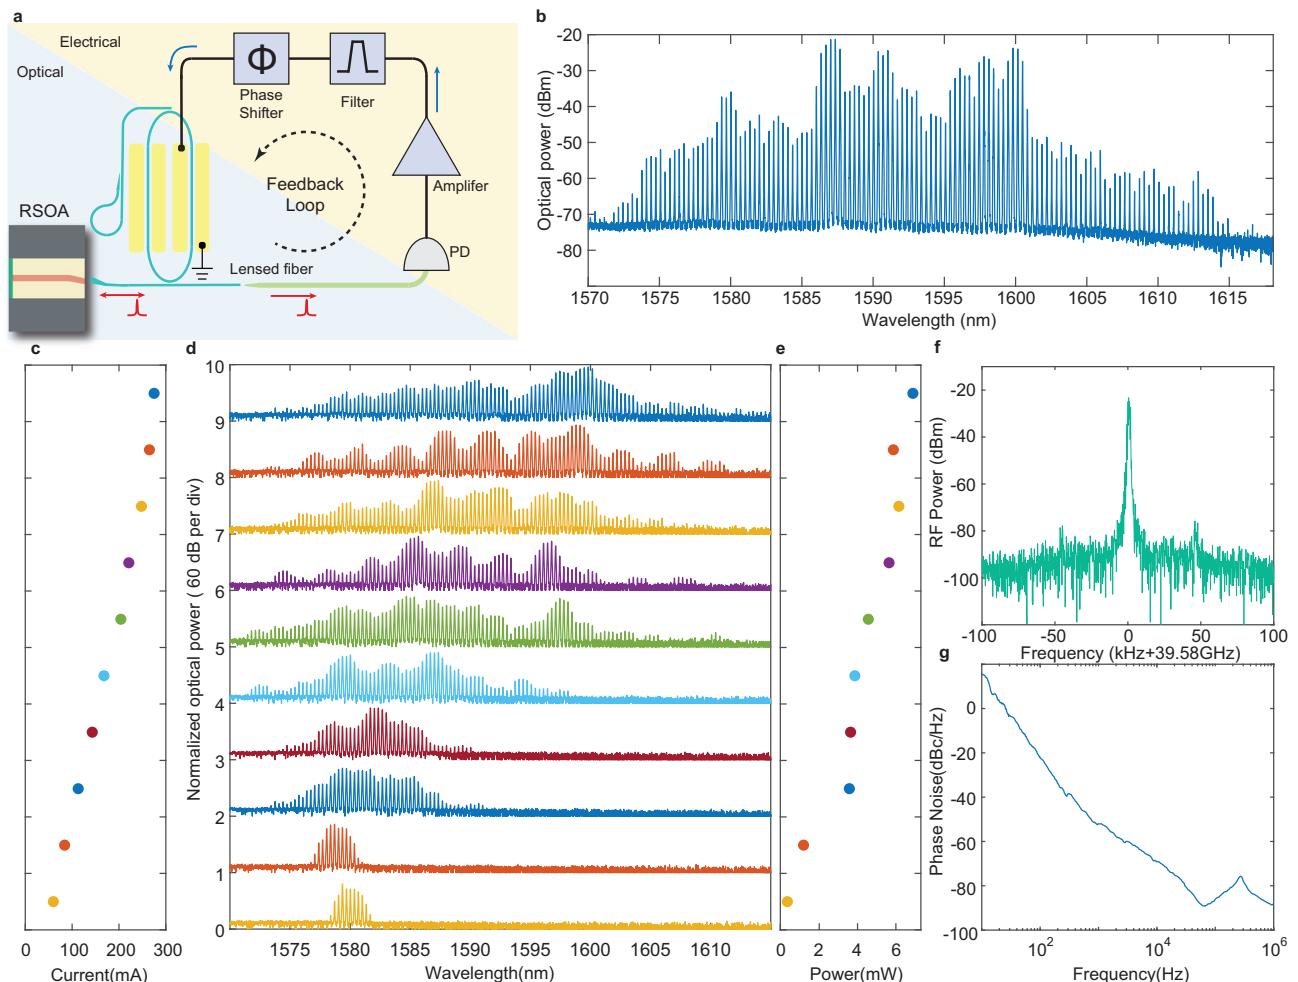 a
Electrical
Optical
Φ
Phase
Shifter
Filter
Amplifer
Feedback
Loop
RSOA
PD
Lensed fiber
b
Optical power (dBm)
-20
-30
-40
-50
-60
-70
-80
1570
1575
1580
1585
1590
1595
1600
1605
1610
1615
Wavelength (nm)
c
0
100
200
300
Current(mA)
d
Normalized optical power ( 60 dB per div)
10
9
8
7
6
5
4
3
2
1
0
1575
1580
1585
1590
1595
1600
1605
1610
Wavelength(nm)
e
0
2
4
6
Power(mW)
f
RF Power (dBm)
-20
-40
-60
-80
-100
-100
-50
0
50
100
Frequency (kHz+39.58GHz)
g
Phase Noise(dBc/Hz)
0
-20
-40
-60
-80
-100
10²
10⁴
10⁶
Frequency(Hz)